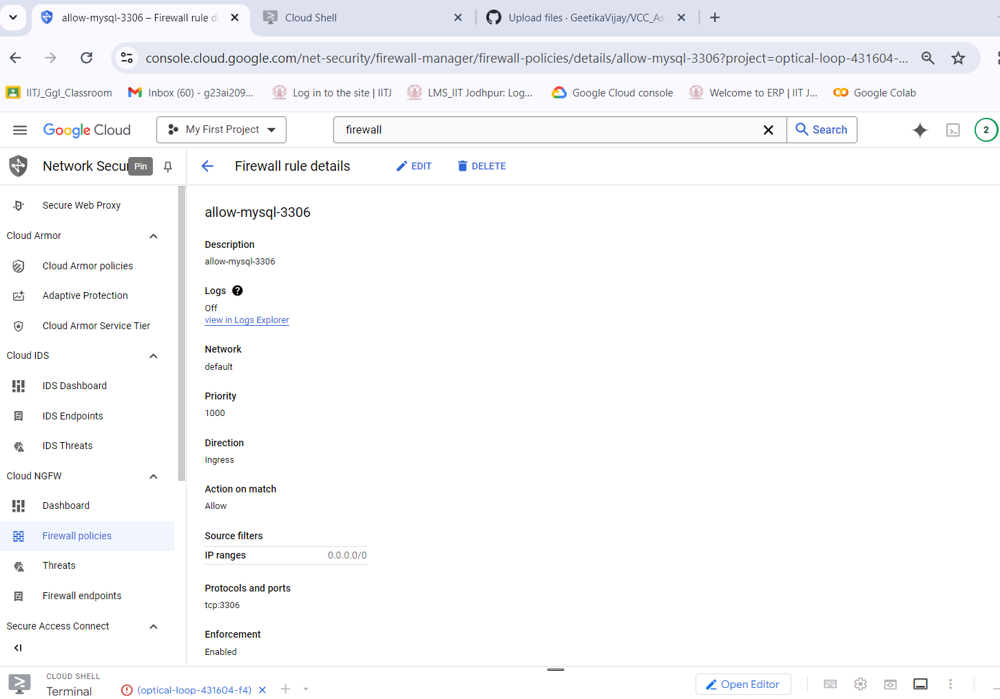 allow-mysql-3306 – Firewall rule d
Cloud Shell
Upload files · GeetikaVijay/VCC_As
console.cloud.google.com/net-security/firewall-manager/firewall-policies/details/allow-mysql-3306?project=optical-loop-431604-...
IITJ_Ggl_Classroom
Inbox (60) - g23ai209...
Log in to the site | IITJ
LMS_IIT Jodhpur: Log...
Google Cloud console
Welcome to ERP | IIT J...
Google Colab
Google Cloud
My First Project
firewall
Search
2
Network Secur
Pin
Firewall rule details
EDIT
DELETE
Secure Web Proxy
Cloud Armor
Cloud Armor policies
Adaptive Protection
Cloud Armor Service Tier
Cloud IDS
IDS Dashboard
IDS Endpoints
IDS Threats
Cloud NGFW
Dashboard
Firewall policies
Threats
Firewall endpoints
Secure Access Connect
allow-mysql-3306
Description
allow-mysql-3306
Logs
Off
view in Logs Explorer
Network
default
Priority
1000
Direction
Ingress
Action on match
Allow
Source filters
IP ranges 0.0.0.0/0
Protocols and ports
tcp:3306
Enforcement
Enabled
CLOUD SHELL
Terminal
(optical-loop-431604-f4)
Open Editor